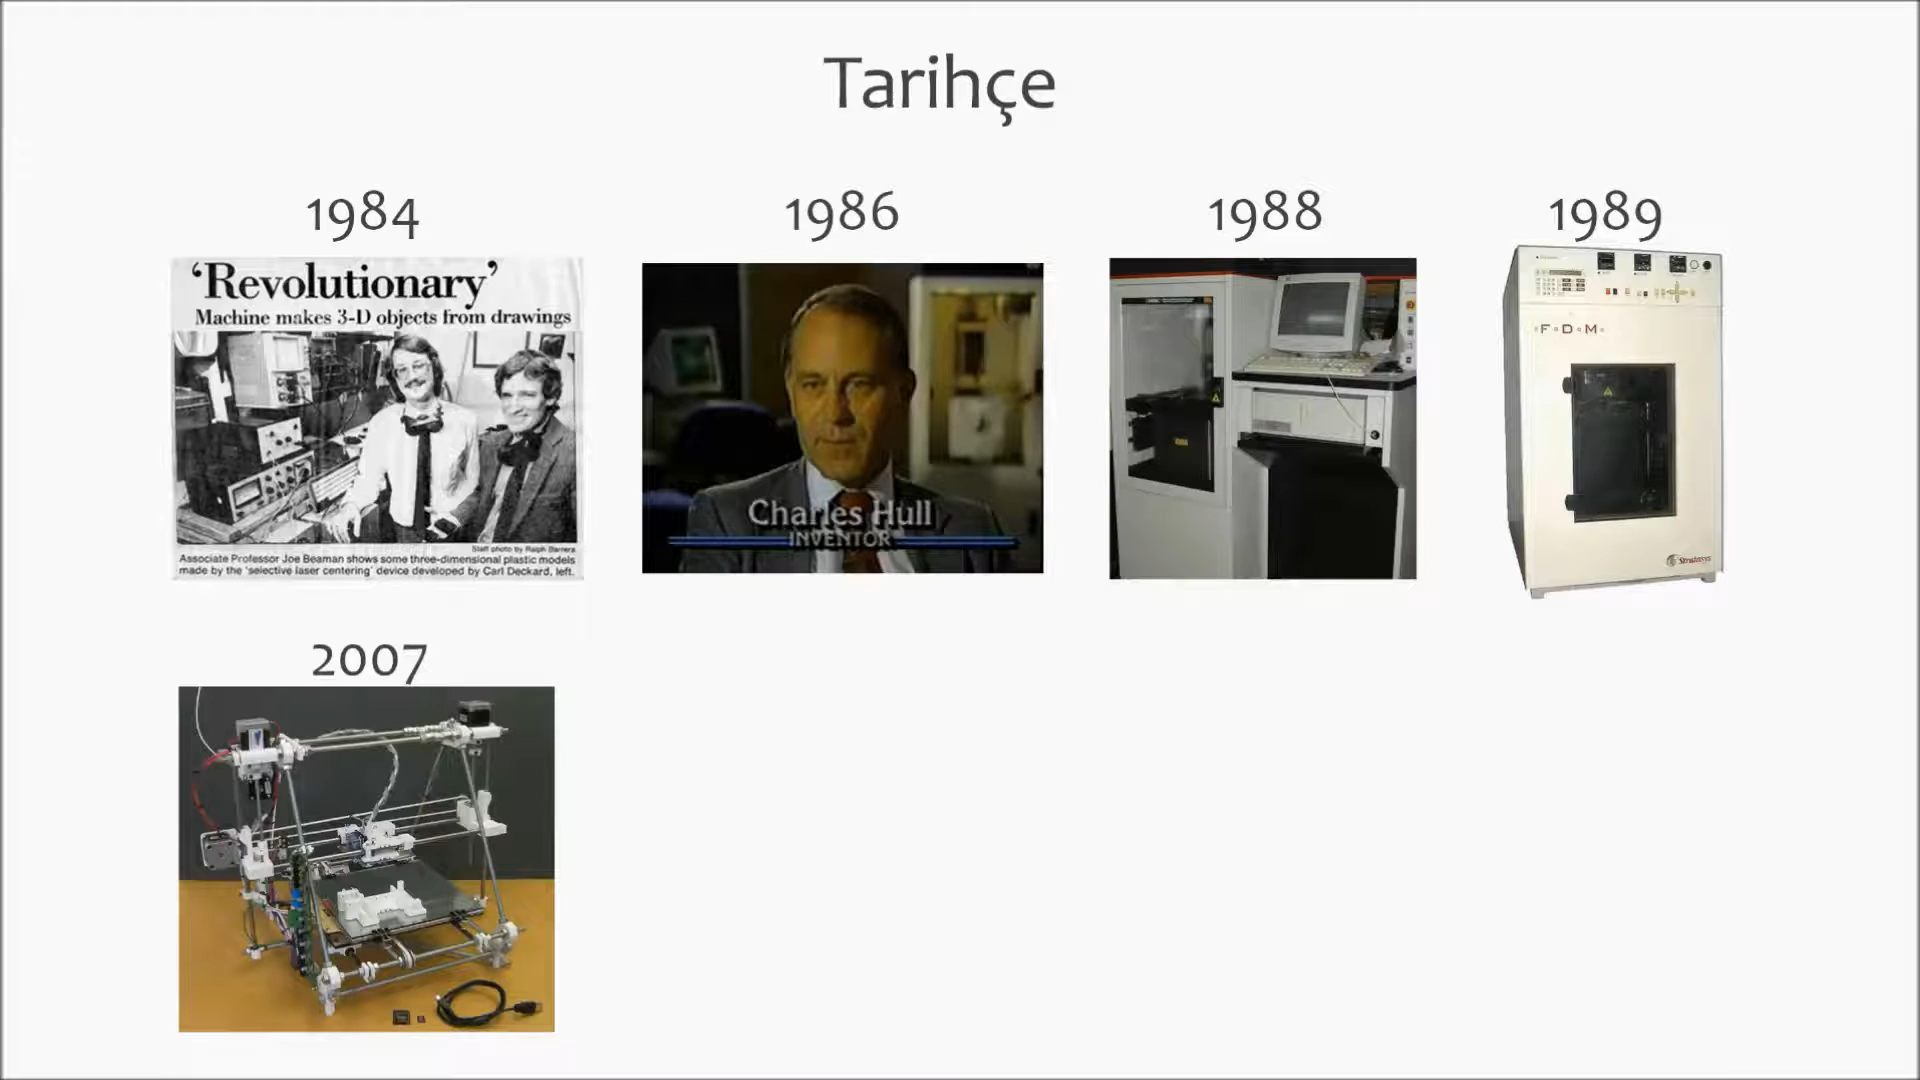 Tarihçe
1984
1986
1988
1989
'Revolutionary'
Machine makes 3-D objects from drawings
Staff photo by Ralph Barrera
Associate Professor Joe Beaman shows some three-dimensional plastic models
made by the 'selective laser centering' device developed by Carl Deckard, left.
Charles Hull
INVENTOR
F D M
Stratasys
2007